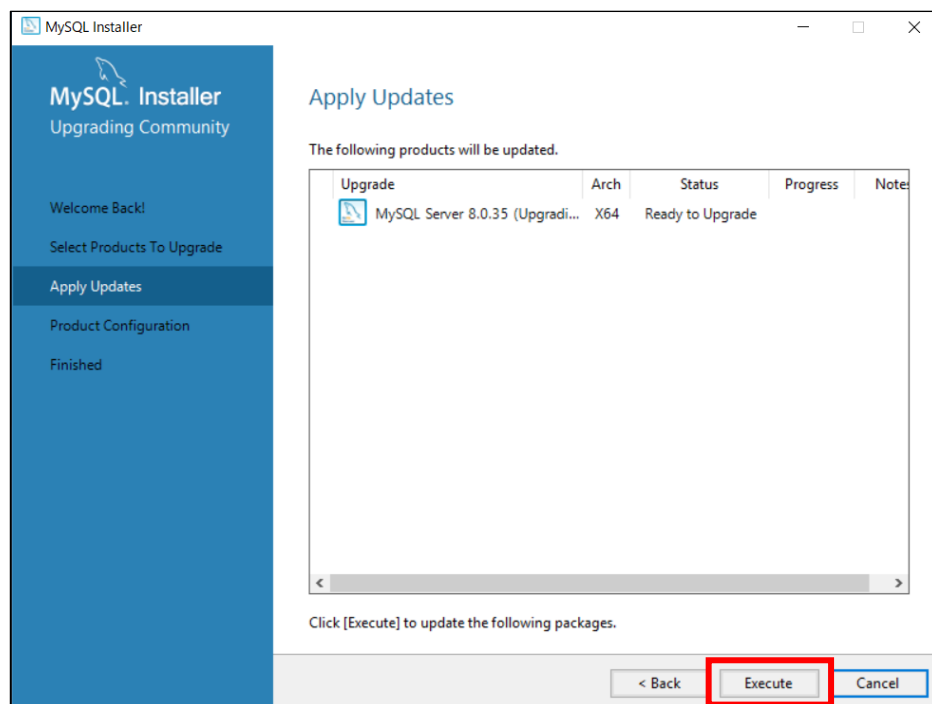 MySQL Installer
MySQL. Installer
Upgrading Community
Welcome Back!
Select Products To Upgrade
Apply Updates
Product Configuration
Finished
Apply Updates
The following products will be updated.
Upgrade Arch Status Progress Notes
MySQL Server 8.0.35 (Upgradi... X64 Ready to Upgrade
Click [Execute] to update the following packages.
< Back Execute Cancel